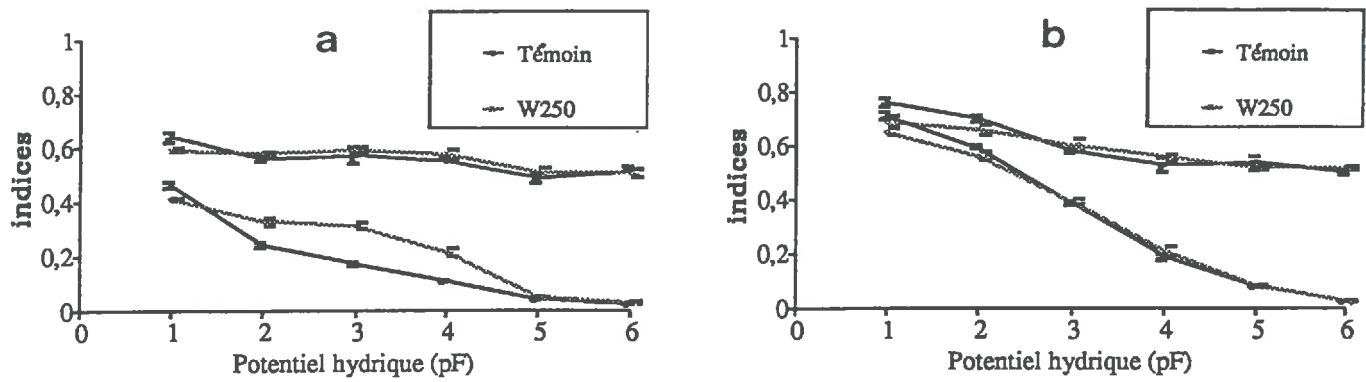 a
Témoin
W250
indices
1
0,8
0,6
0,4
0,2
0
0 1 2 3 4 5 6
Potentiel hydrique (pF)
b
Témoin
W250
indices
1
0.8
0.6
0.4
0.2
0
0 1 2 3 4 5 6
Potentiel hydrique (pF)